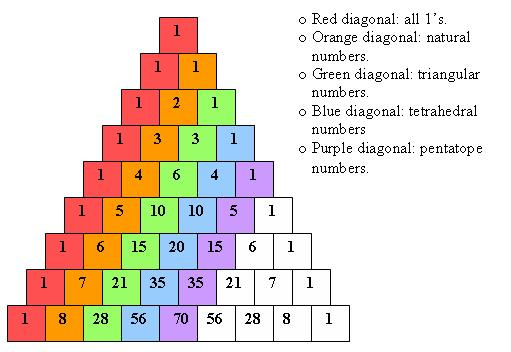 1
1 1
1 2 1
1 3 3 1
1 4 6 4 1
1 5 10 10 5 1
1 6 15 20 15 6 1
1 7 21 35 35 21 7 1
1 8 28 56 70 56 28 8 1
o Red diagonal: all 1's.
o Orange diagonal: natural
numbers.
o Green diagonal: triangular
numbers.
o Blue diagonal: tetrahedral
numbers
o Purple diagonal: pentatope
numbers.